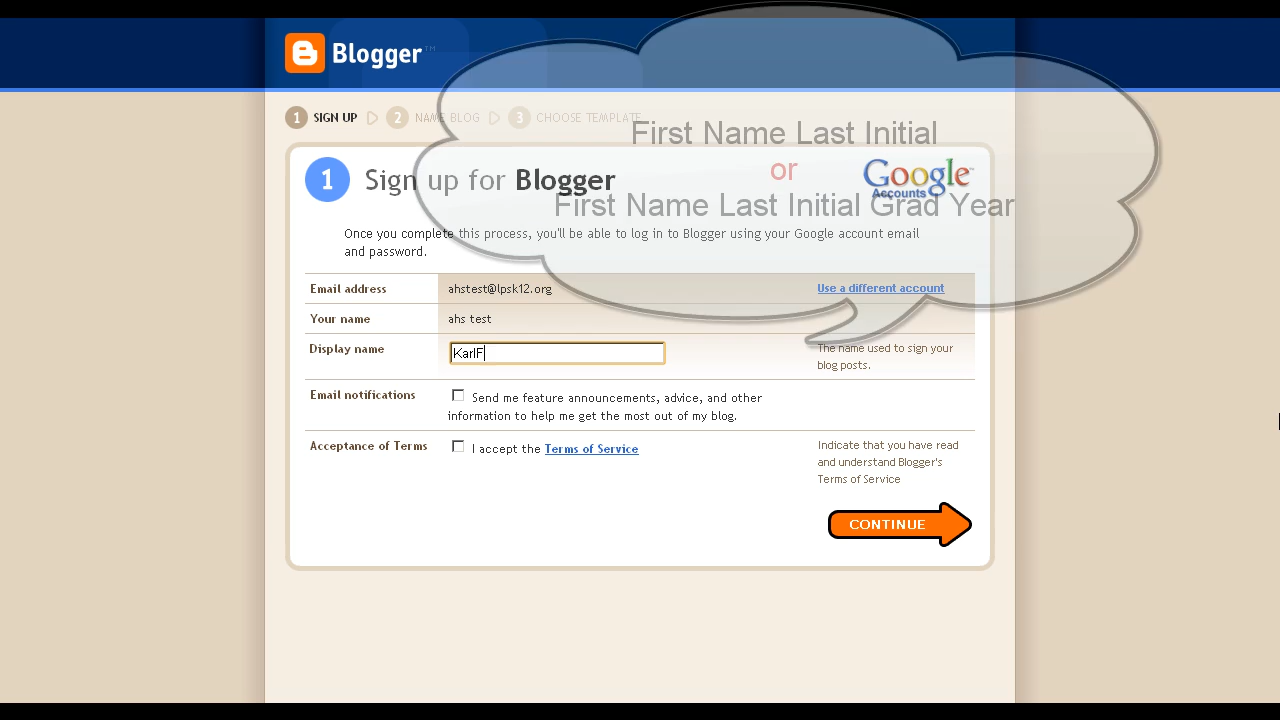 Blogger™
1 SIGN UP 2 NAME BLOG 3 CHOOSE TEMPLATE
First Name Last Initial
or
First Name Last Initial Grad Year
1 Sign up for Blogger
Google™
Accounts
Once you complete this process, you'll be able to log in to Blogger using your Google account email
and password.
Email address ahstest@lpsk12.org Use a different account
Your name ahs test
Display name KarlF The name used to sign your
blog posts.
Email notifications Send me feature announcements, advice, and other
information to help me get the most out of my blog.
Acceptance of Terms I accept the Terms of Service Indicate that you have read
and understand Blogger's
Terms of Service
CONTINUE